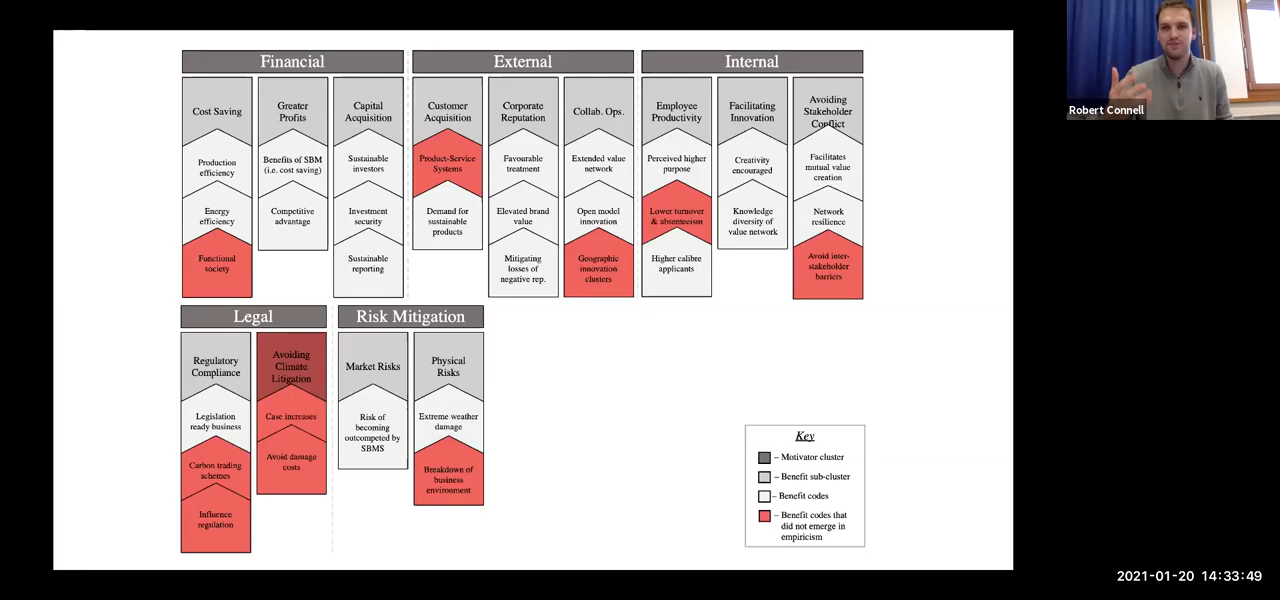 Financial
External
Internal
Cost Saving
Production
efficiency
Energy
efficiency
Functional
society
Greater
Profits
Benefits of SBM
(i.e. cost saving)
Competitive
advantage
Capital
Acquisition
Sustainable
investors
Investment
security
Sustainable
reporting
Customer
Acquisition
Product-Service
Systems
Demand for
sustainable
products
Corporate
Reputation
Favourable
treatment
Elevated brand
value
Mitigating
losses of
negative rep.
Collab. Ops.
Extended value
network
Open model
innovation
Geographic
innovation
clusters
Employee
Productivity
Perceived higher
purpose
Lower turnover
& absenteeism
Higher calibre
applicants
Facilitating
Innovation
Creativity
encouraged
Knowledge
diversity of
value network
Avoiding
Stakeholder
Conflict
Facilitates
mutual value
creation
Network
resilience
Avoid inter-
stakeholder
barriers
Legal
Risk Mitigation
Regulatory
Compliance
Legislation
ready business
Carbon trading
schemes
Influence
regulation
Avoiding
Climate
Litigation
Case increases
Avoid damage
costs
Market Risks
Risk of
becoming
outcompeted by
SBMS
Physical
Risks
Extreme weather
damage
Breakdown of
business
environment
Key
– Motivator cluster
– Benefit sub-cluster
– Benefit codes
– Benefit codes that
did not emerge in
empiricism
Robert Connell
2021-01-20 14:33:49